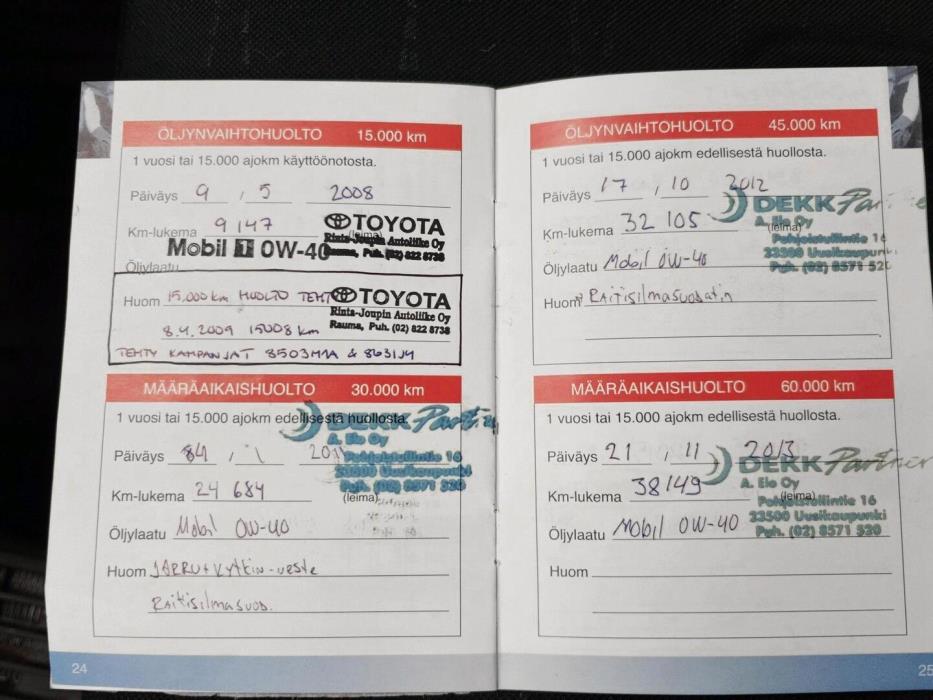 ÖLJYNVAIHTOHUOLTO 15.000 km
1 vuosi tai 15.000 ajokm käyttöönotosta.
Päiväys 9 , 5 2008
Km-lukema 9147 (leima)
TOYOTA
Rinta-Joupin Autoliike Oy
Rauma, Puh. (02) 822 8738
Mobil 1 0W-40
Öljylaatu
Huom 15.000 km HUOLTO TEHTY
8.4.2009 15008 km
TOYOTA
Rinta-Joupin Autoliike Oy
Rauma, Puh. (02) 822 8738
TEHTY KAMPANJAT & 8631J4
MÄÄRÄAIKAISHUOLTO 30.000 km
1 vuosi tai 15.000 ajokm edellisestä huollosta.
Päiväys
Km-lukema 24 684 (leima)
DEKK Partner
A. Elo Oy
Pohjoistullintie 16
23500 Uusikaupunki
Puh. (02) 8571 520
Öljylaatu Mobil 0W-40
Huom JARRU+KYTKIN-neste
RAITISilmasuod.
24
ÖLJYNVAIHTOHUOLTO 45.000 km
1 vuosi tai 15.000 ajokm edellisestä huollosta.
Päiväys 17 , 10 2012
Km-lukema 32 105 (leima)
DEKK Partner
A. Elo Oy
Pohjoistullintie 16
23500 Uusikaupunki
Puh. (02) 8571 520
Öljylaatu Mobil 0W-40
Huom RAITISilmasuodatin
MÄÄRÄAIKAISHUOLTO 60.000 km
1 vuosi tai 15.000 ajokm edellisestä huollosta.
Päiväys 21 , 11 2013
Km-lukema 38149 (leima)
DEKK Partner
A. Elo Oy
Pohjoistullintie 16
23500 Uusikaupunki
Puh. (02) 8571 520
Öljylaatu Mobil 0W-40
Huom
25